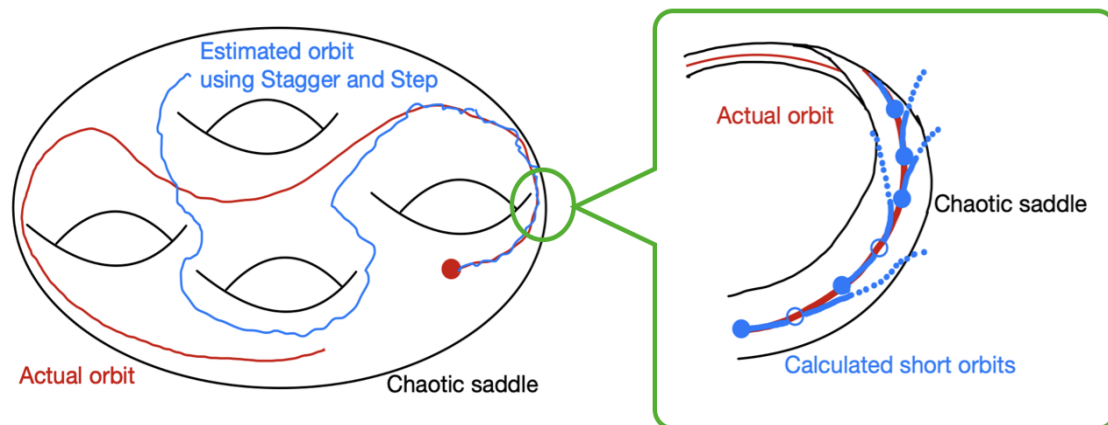 Estimated orbit
using Stagger and Step
Actual orbit
Chaotic saddle
Actual orbit
Chaotic saddle
Calculated short orbits